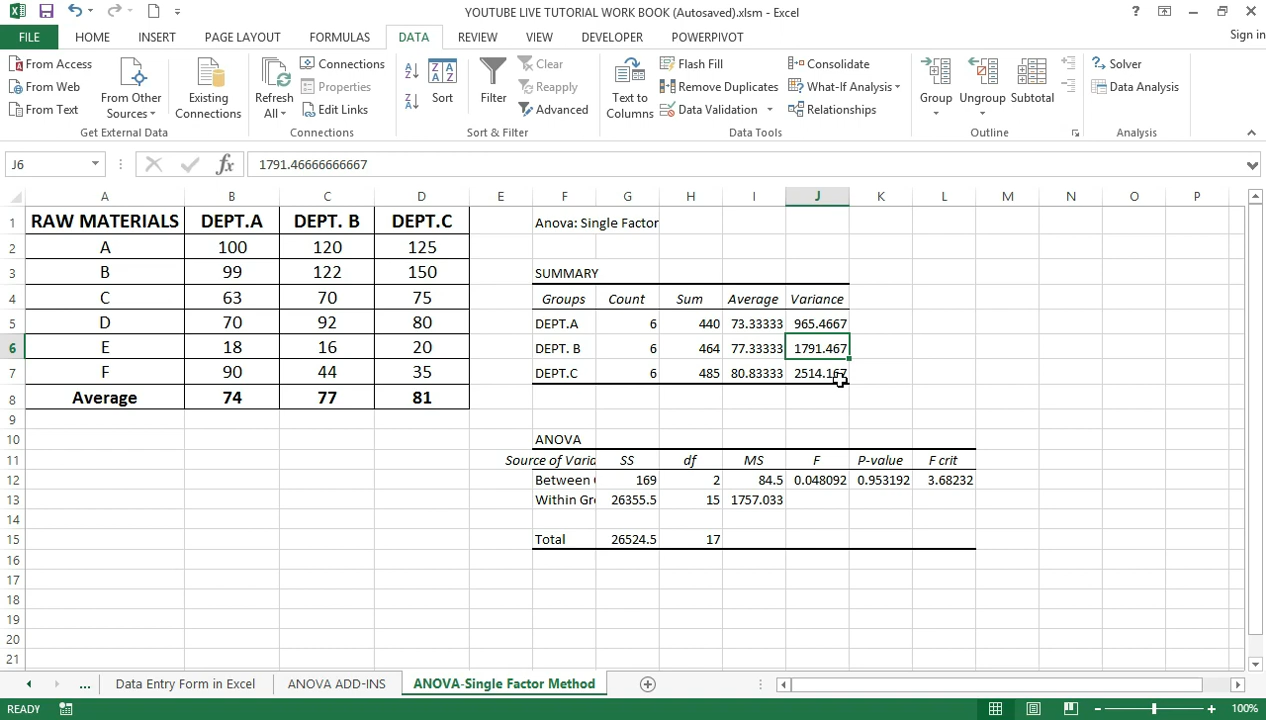 YOUTUBE LIVE TUTORIAL WORK BOOK (Autosaved).xlsm - Excel
FILE HOME INSERT PAGE LAYOUT FORMULAS DATA REVIEW VIEW DEVELOPER POWERPIVOT Sign in
From Access
From Web
From Text
From Other Sources
Existing Connections
Get External Data
Refresh All
Connections
Properties
Edit Links
Connections
Sort
Filter
Clear
Reapply
Advanced
Sort & Filter
Text to Columns
Flash Fill
Remove Duplicates
Data Validation
Consolidate
What-If Analysis
Relationships
Data Tools
Group
Ungroup
Subtotal
Outline
Solver
Data Analysis
Analysis
J6 fx 1791.46666666667
A B C D E F G H I J K L M N O P
1 RAW MATERIALS DEPT.A DEPT. B DEPT.C Anova: Single Factor
2 A 100 120 125
3 B 99 122 150 SUMMARY
4 C 63 70 75 Groups Count Sum Average Variance
5 D 70 92 80 DEPT.A 6 440 73.33333 965.4667
6 E 18 16 20 DEPT. B 6 464 77.33333 1791.467
7 F 90 44 35 DEPT.C 6 485 80.83333 2514.167
8 Average 74 77 81
9
10 ANOVA
11 Source of Varia SS df MS F P-value F crit
12 Between 169 2 84.5 0.048092 0.953192 3.68232
13 Within Gr 26355.5 15 1757.033
14
15 Total 26524.5 17
16
17
18
19
20
21
... Data Entry Form in Excel ANOVA ADD-INS ANOVA-Single Factor Method
READY 100%